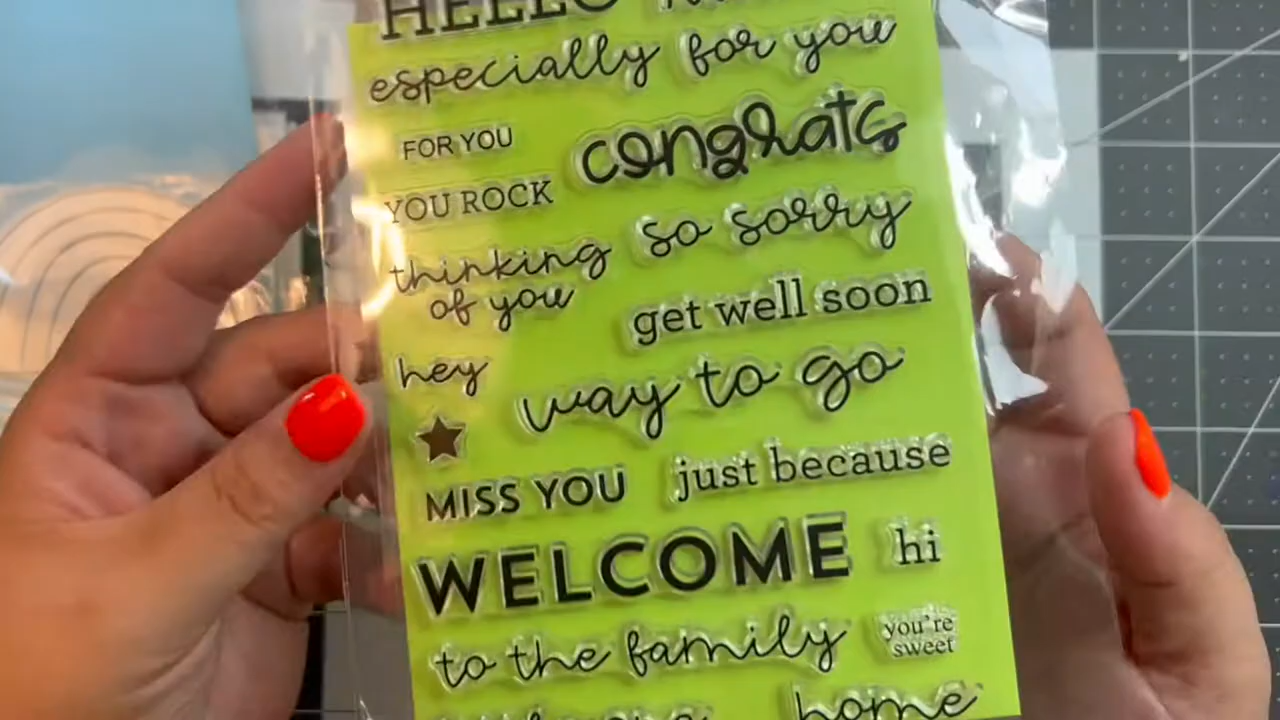 HELLO
especially for you
FOR YOU
congrats
YOU ROCK
so sorry
thinking
of you
get well soon
hey
way to go
MISS YOU
just because
WELCOME
hi
to the family
you're
sweet
home